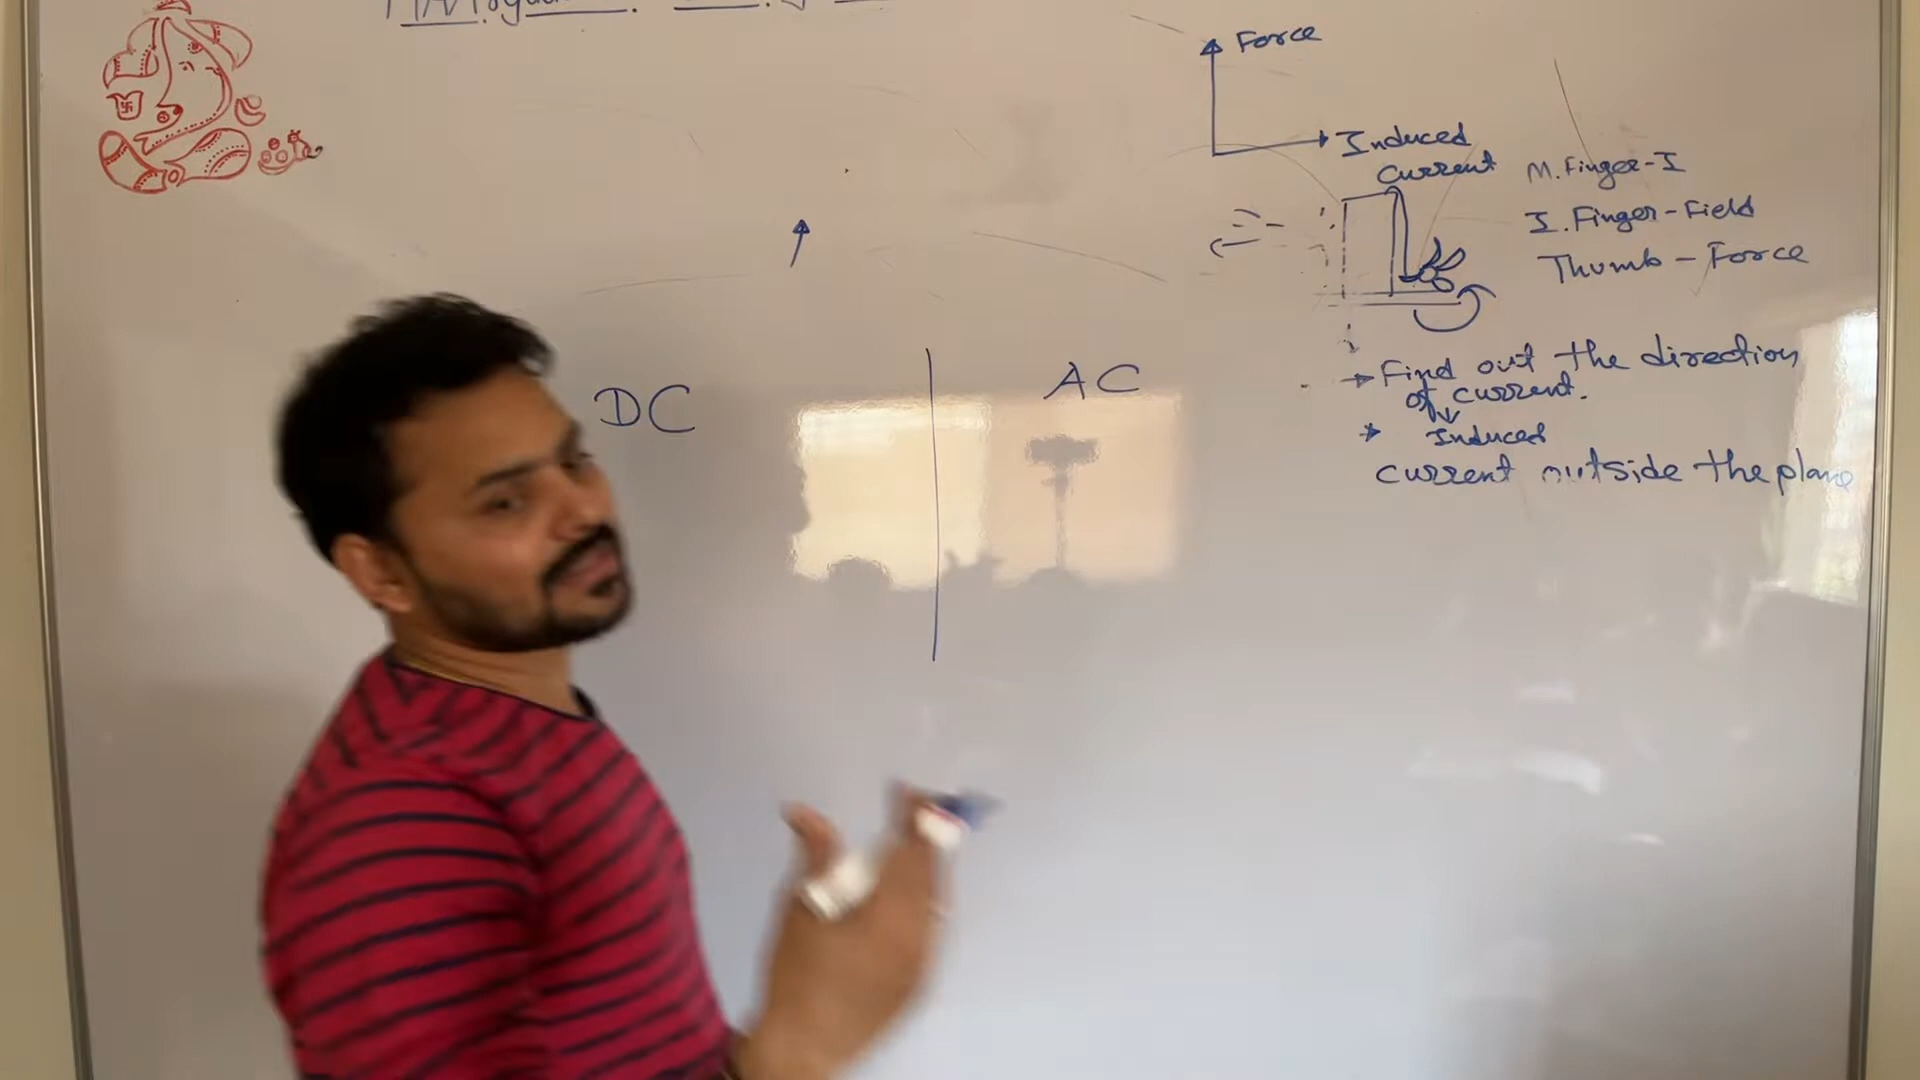 Force
Induced
Current
M.Finger-I
I.Finger-Field
Thumb-Force
DC
AC
→ Find out the direction
of current.
Induced
current outside the plane